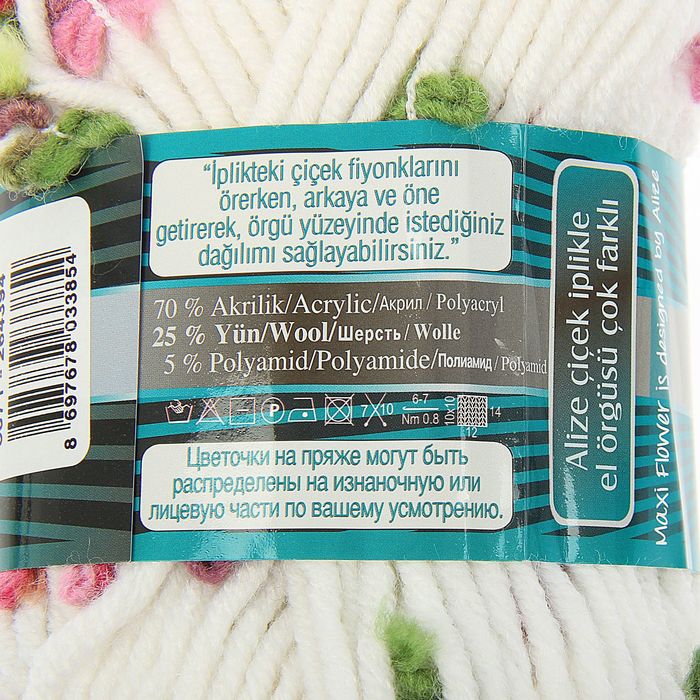 "İplikteki çiçek fiyonklarını
örerken, arkaya ve öne
getirerek, örgü yüzeyinde istediğiniz
dağılımı sağlayabilirsiniz."
70 % Akrilik/Acrylic/Акрил / Polyacryl
25 % Yün/Wool/Шерсть / Wolle
5 % Polyamid/Polyamide/Полиамид / Polyamid
P 7 10 6-7 Nm 0.8 10x10 14 12
Цветочки на пряже могут быть
распределены на изнаночную или
лицевую части по вашему усмотрению.
Alize çiçek iplikle
el örgüsü çok farklı
Maxi Flower is designed by Alize
8 697678 033854